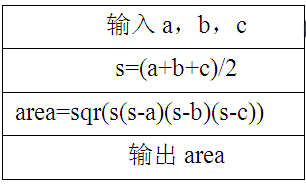 输入 a，b，c
s=(a+b+c)/2
area=sqr(s(s-a)(s-b)(s-c))
输出 area